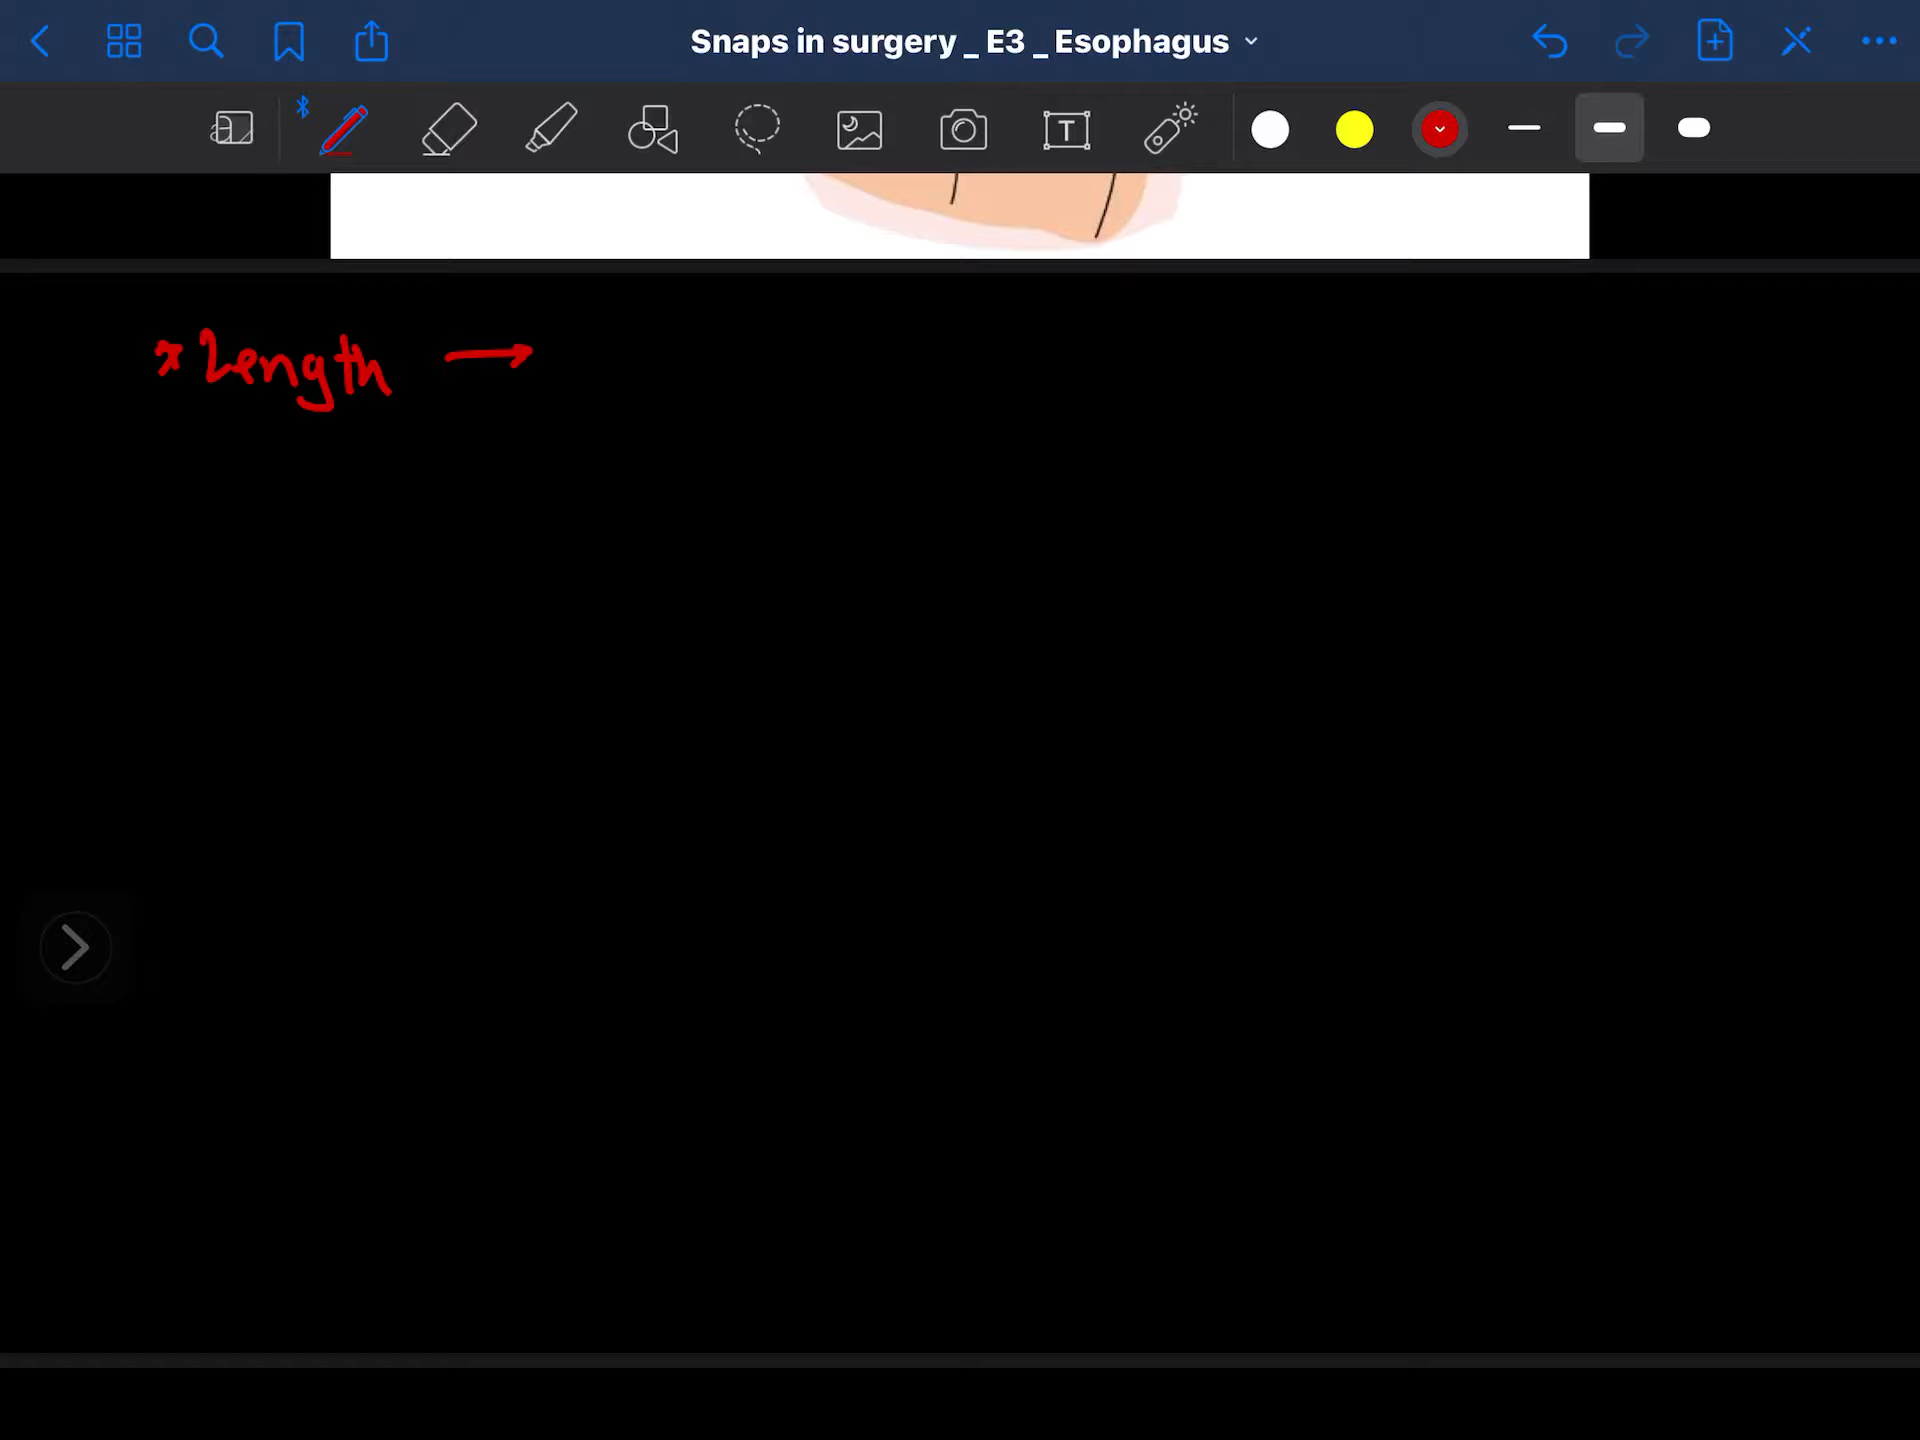 Snaps in surgery _ E3 _ Esophagus
T
* Length →